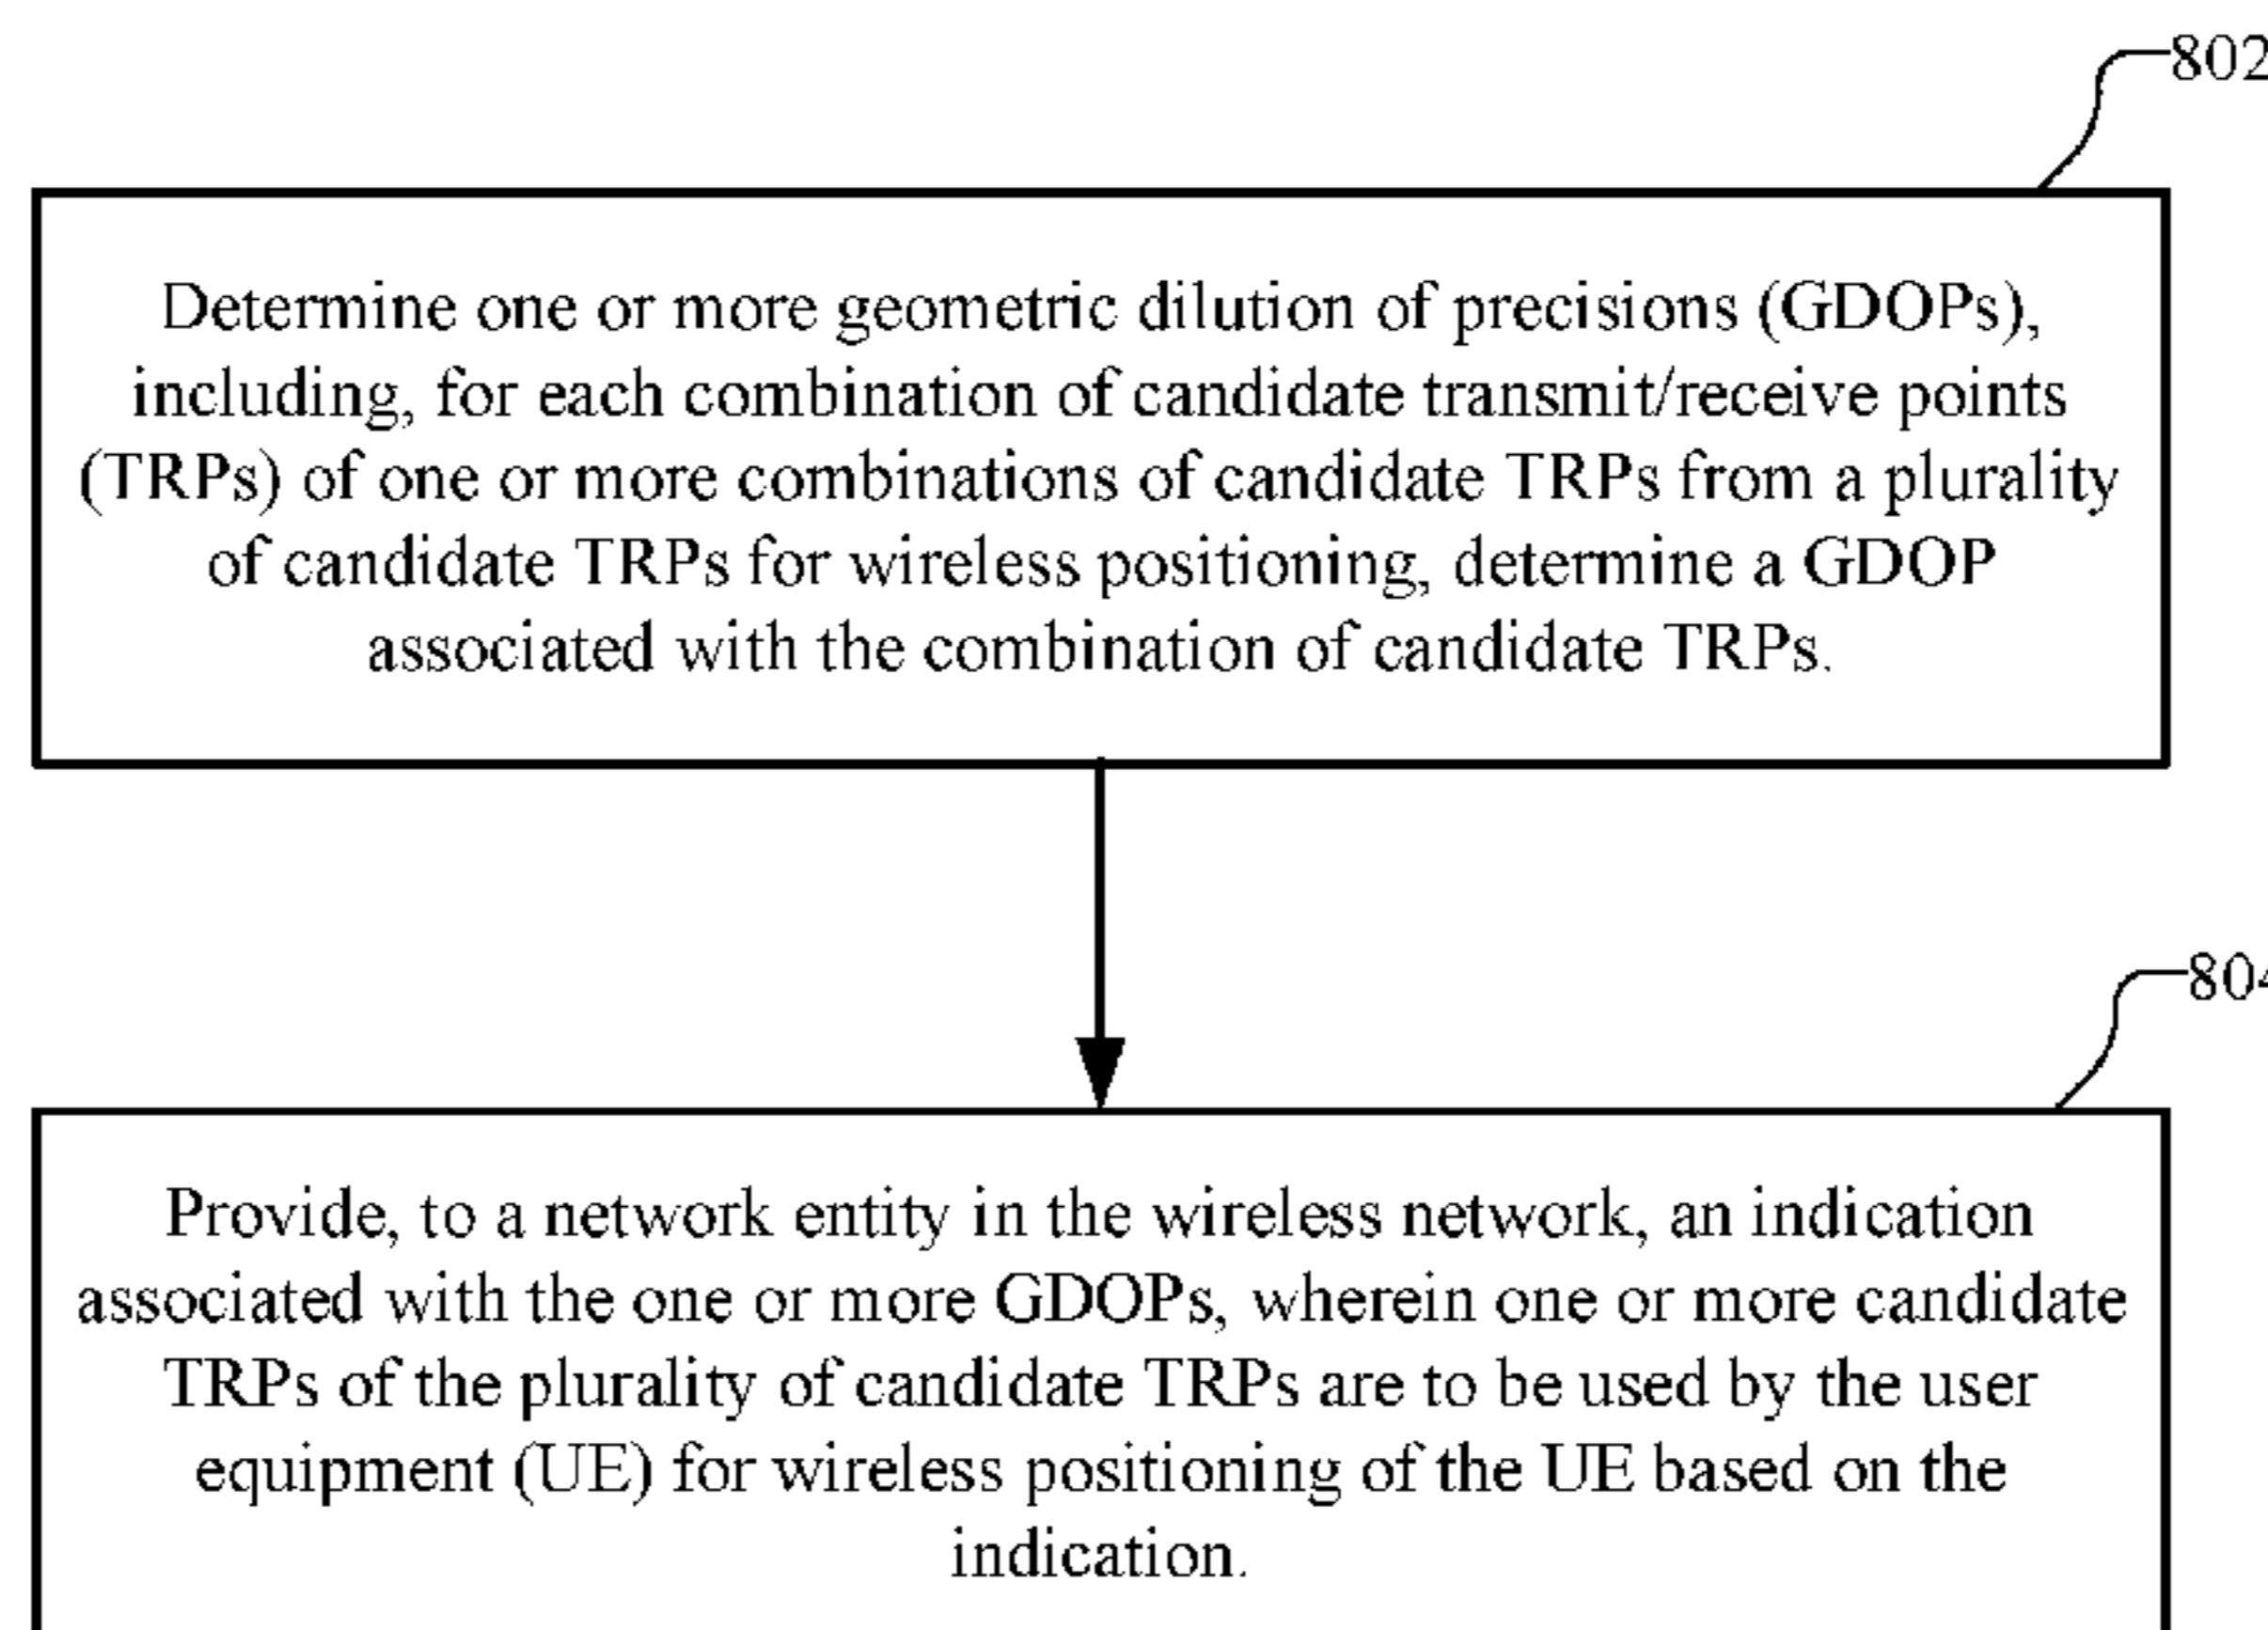 802
Determine one or more geometric dilution of precisions (GDOPs),
including, for each combination of candidate transmit/receive points
(TRPs) of one or more combinations of candidate TRPs from a plurality
of candidate TRPs for wireless positioning, determine a GDOP
associated with the combination of candidate TRPs.
804
Provide, to a network entity in the wireless network, an indication
associated with the one or more GDOPs, wherein one or more candidate
TRPs of the plurality of candidate TRPs are to be used by the user
equipment (UE) for wireless positioning of the UE based on the
indication.